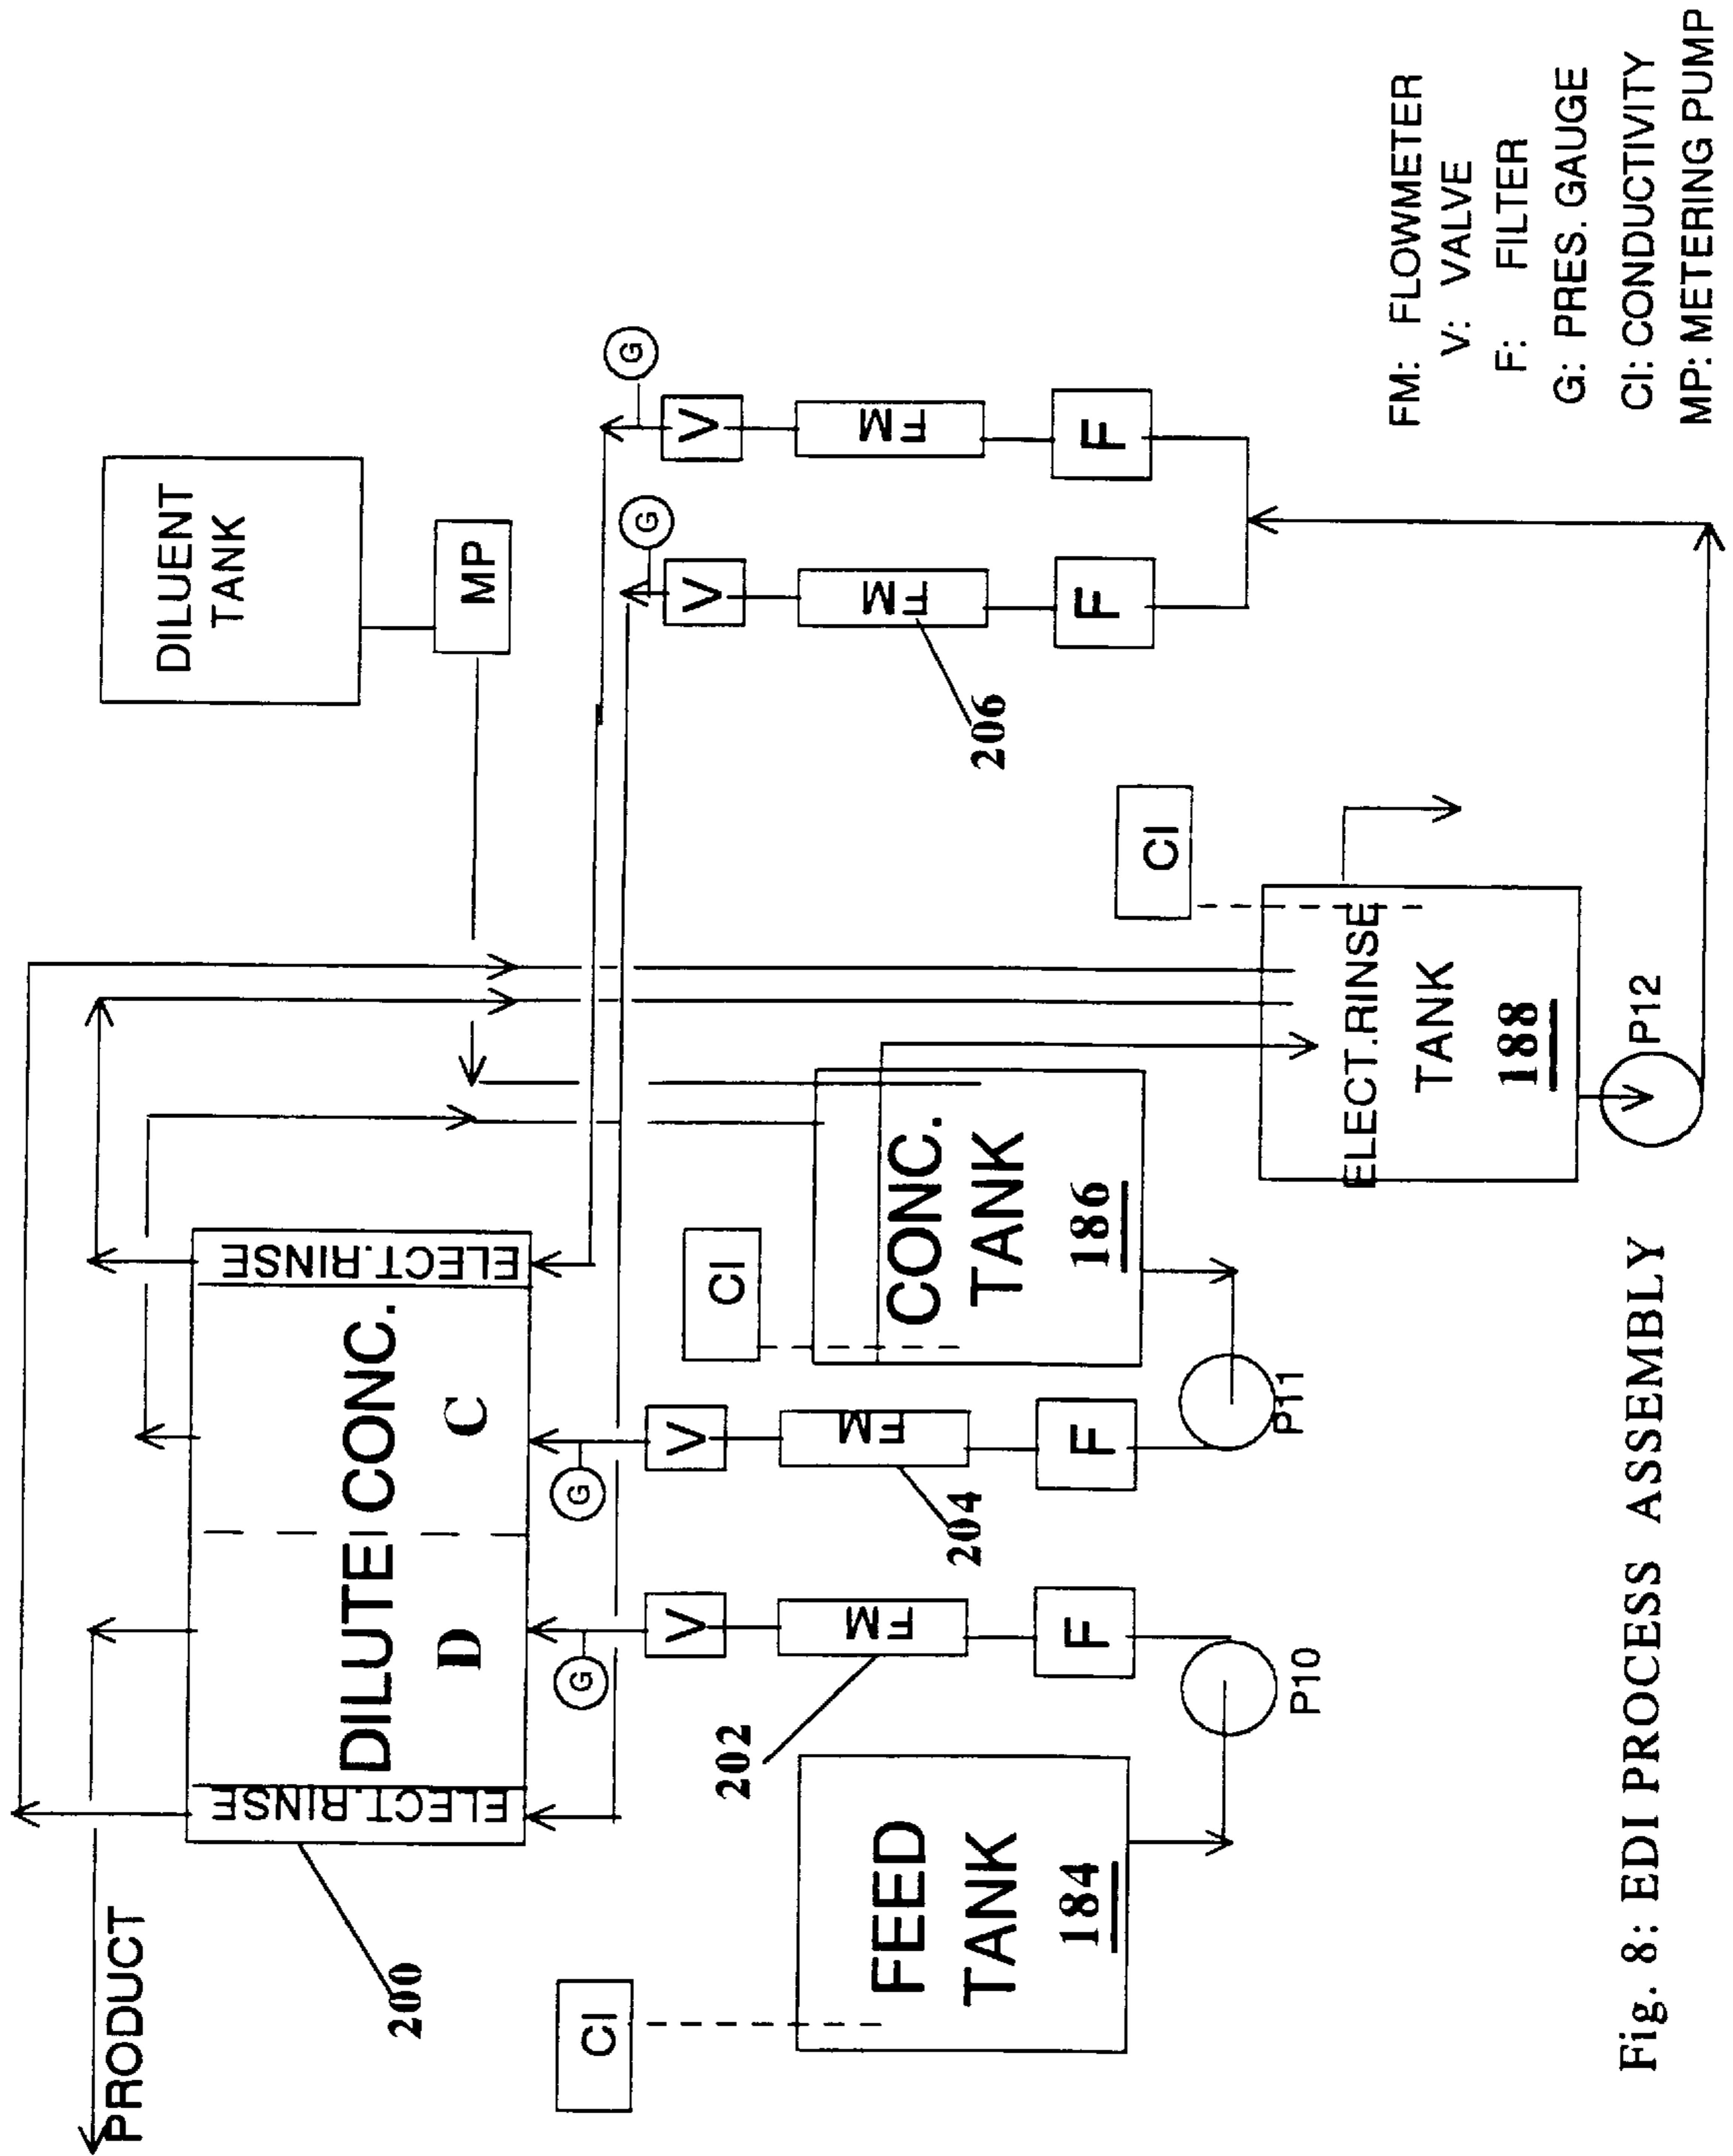 PRODUCT
200
ELECT.RINSE
DILUTE
CONC.
D
C
ELECT.RINSE
DILUENT
TANK
MP
G
G
G
G
V
V
V
V
FM
FM
FM
FM
F
F
F
F
202
204
206
CI
FEED
TANK
184
P10
CI
CONC.
TANK
186
P11
CI
ELECT.RINSE
TANK
188
P12
FM: FLOWMETER
V: VALVE
F: FILTER
G: PRES. GAUGE
CI: CONDUCTIVITY
MP: METERING PUMP
Fig. 8: EDI PROCESS ASSEMBLY